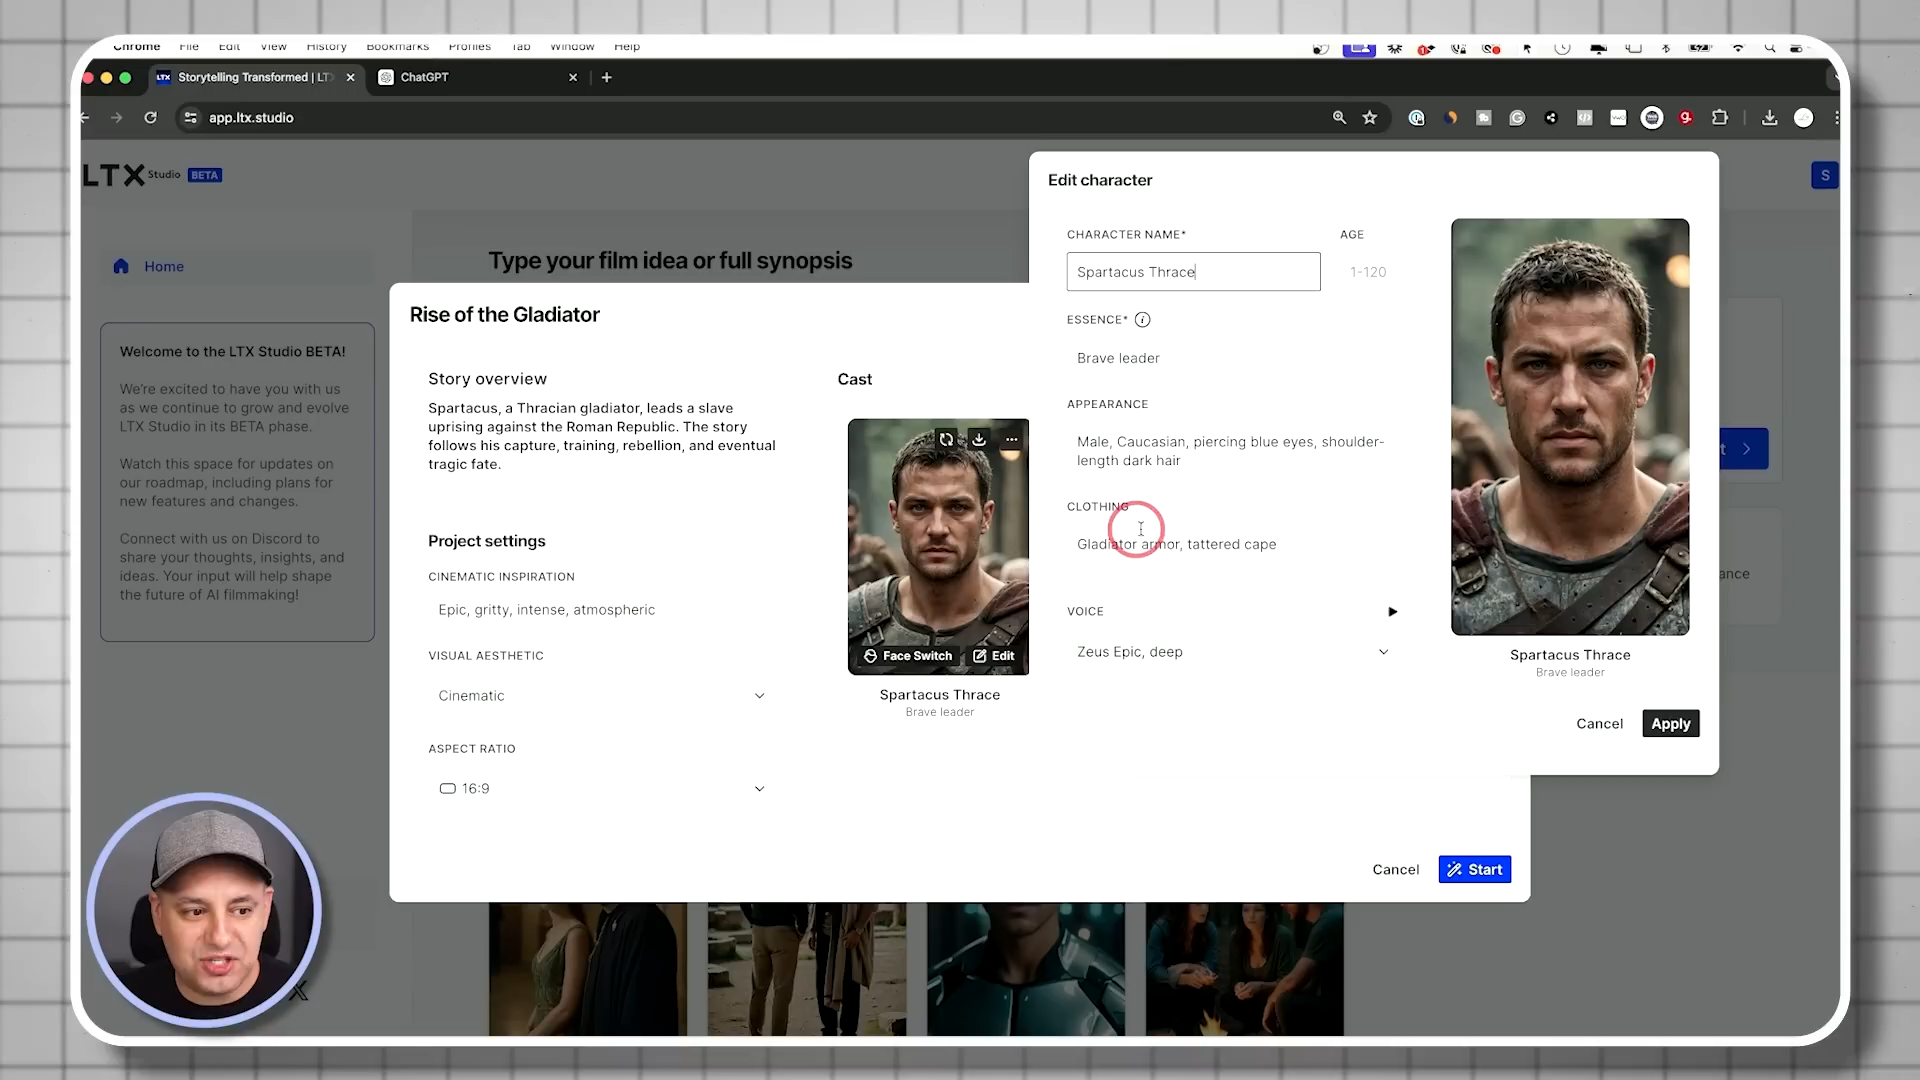 Chrome File Edit View History Bookmarks Profiles Tab Window Help
LTX Storytelling Transformed | LT
ChatGPT
app.ltx.studio
LTX Studio BETA
S
Home
Welcome to the LTX Studio BETA!
We're excited to have you with us
as we continue to grow and evolve
LTX Studio in its BETA phase.
Watch this space for updates on
our roadmap, including plans for
new features and changes.
Connect with us on Discord to
share your thoughts, insights, and
ideas. Your input will help shape
the future of AI filmmaking!
Type your film idea or full synopsis
Rise of the Gladiator
Story overview
Spartacus, a Thracian gladiator, leads a slave
uprising against the Roman Republic. The story
follows his capture, training, rebellion, and eventual
tragic fate.
Project settings
CINEMATIC INSPIRATION
Epic, gritty, intense, atmospheric
VISUAL AESTHETIC
Cinematic
ASPECT RATIO
16:9
Cast
Face Switch Edit
Spartacus Thrace
Brave leader
Cancel Start
Edit character
CHARACTER NAME* AGE
Spartacus Thrace 1-120
ESSENCE* i
Brave leader
APPEARANCE
Male, Caucasian, piercing blue eyes, shoulder-
length dark hair
CLOTHING
Gladiator armor, tattered cape
VOICE
Zeus Epic, deep
Spartacus Thrace
Brave leader
Cancel Apply
t
ance
X